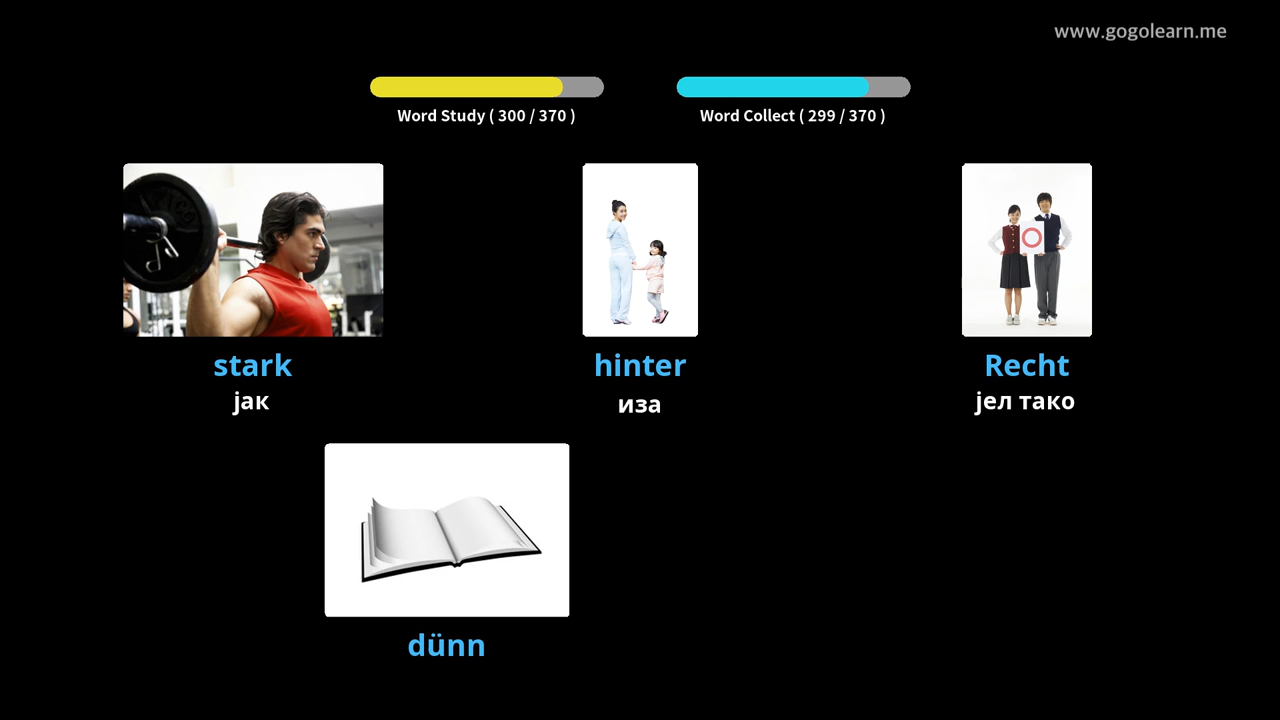 www.gogolearn.me
Word Study ( 300 / 370 )
Word Collect ( 299 / 370 )
stark
јак
hinter
иза
Recht
јел тако
dünn